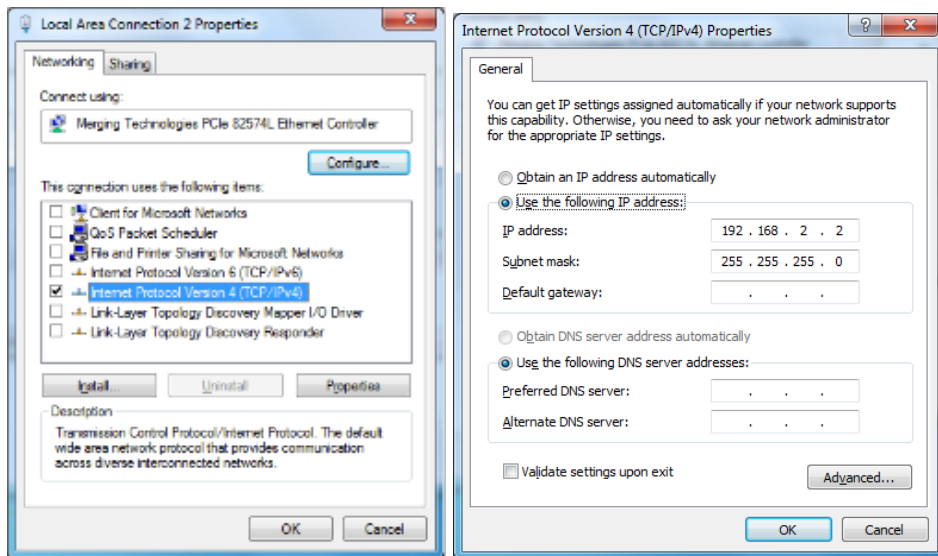 Local Area Connection 2 Properties
Networking
Sharing
Connect using:
Merging Technologies PCIe 82574L Ethernet Controller
Configure...
This connection uses the following items:
Client for Microsoft Networks
QoS Packet Scheduler
File and Printer Sharing for Microsoft Networks
Internet Protocol Version 6 (TCP/IPv6)
Internet Protocol Version 4 (TCP/IPv4)
Link-Layer Topology Discovery Mapper I/O Driver
Link-Layer Topology Discovery Responder
Install...
Uninstall
Properties
Description
Transmission Control Protocol/Internet Protocol. The default
wide area network protocol that provides communication
across diverse interconnected networks.
OK
Cancel
Internet Protocol Version 4 (TCP/IPv4) Properties
General
You can get IP settings assigned automatically if your network supports
this capability. Otherwise, you need to ask your network administrator
for the appropriate IP settings.
Obtain an IP address automatically
Use the following IP address:
IP address: 192 . 168 . 2 . 2
Subnet mask: 255 . 255 . 255 . 0
Default gateway: . . .
Obtain DNS server address automatically
Use the following DNS server addresses:
Preferred DNS server: . . .
Alternate DNS server: . . .
Validate settings upon exit
Advanced...
OK
Cancel